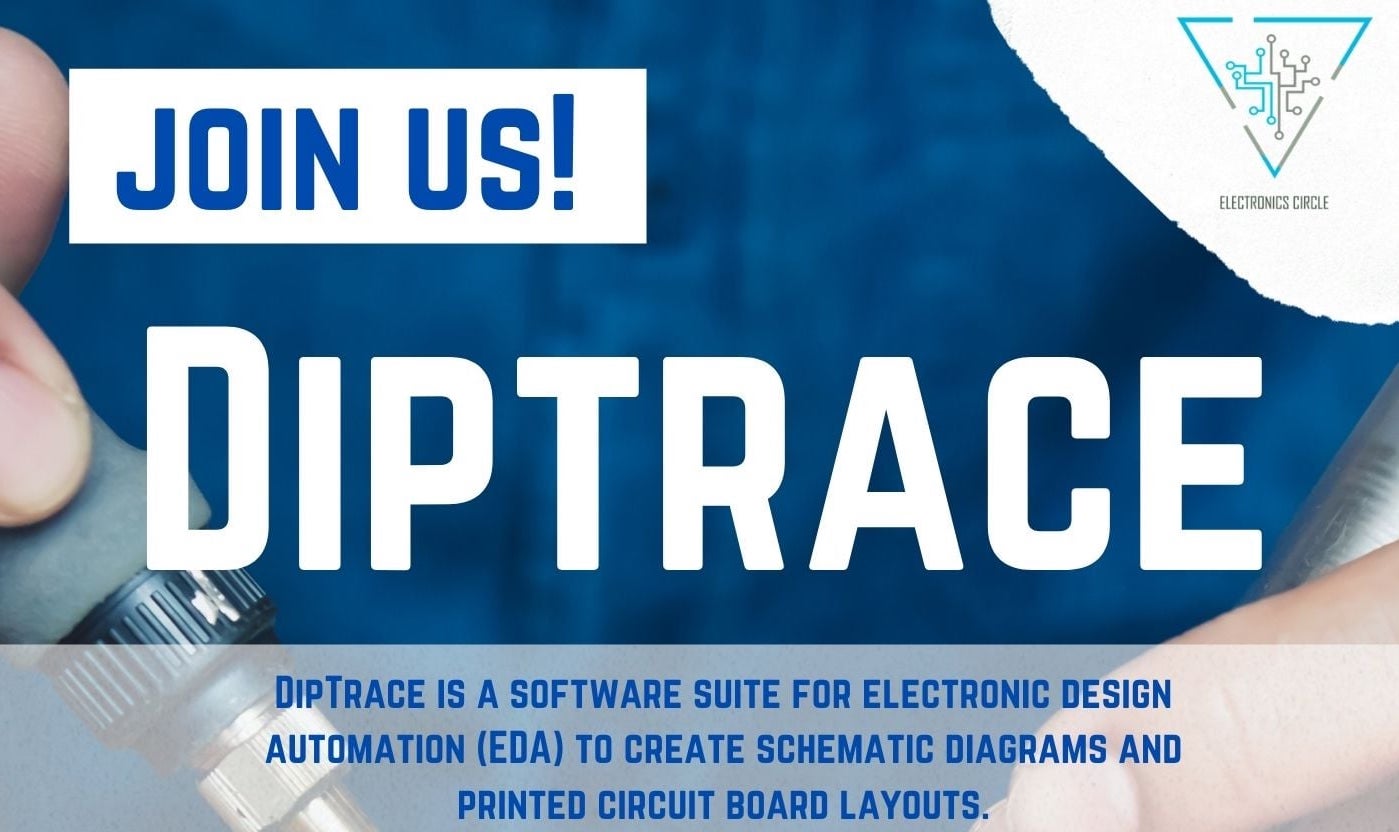 JOIN US!
ELECTRONICS CIRCLE
DIPTRACE
DIPTRACE IS A SOFTWARE SUITE FOR ELECTRONIC DESIGN
AUTOMATION (EDA) TO CREATE SCHEMATIC DIAGRAMS AND
PRINTED CIRCUIT BOARD LAYOUTS.